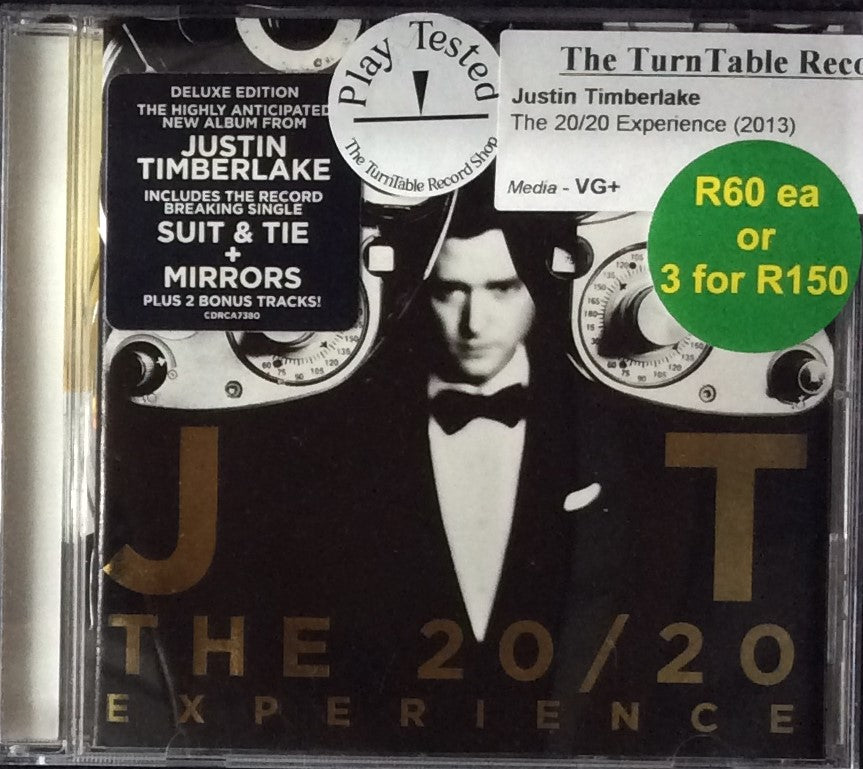 DELUXE EDITION
THE HIGHLY ANTICIPATED
NEW ALBUM FROM
JUSTIN
TIMBERLAKE
INCLUDES THE RECORD
BREAKING SINGLE
SUIT & TIE
+
MIRRORS
PLUS 2 BONUS TRACKS!
CDRCA7380
Play Tested
The TurnTable Record Shop
The TurnTable Reco
Justin Timberlake
The 20/20 Experience (2013)
Media - VG+
R60 ea
or
3 for R150
J T
THE 20/20
EXPERIENCE